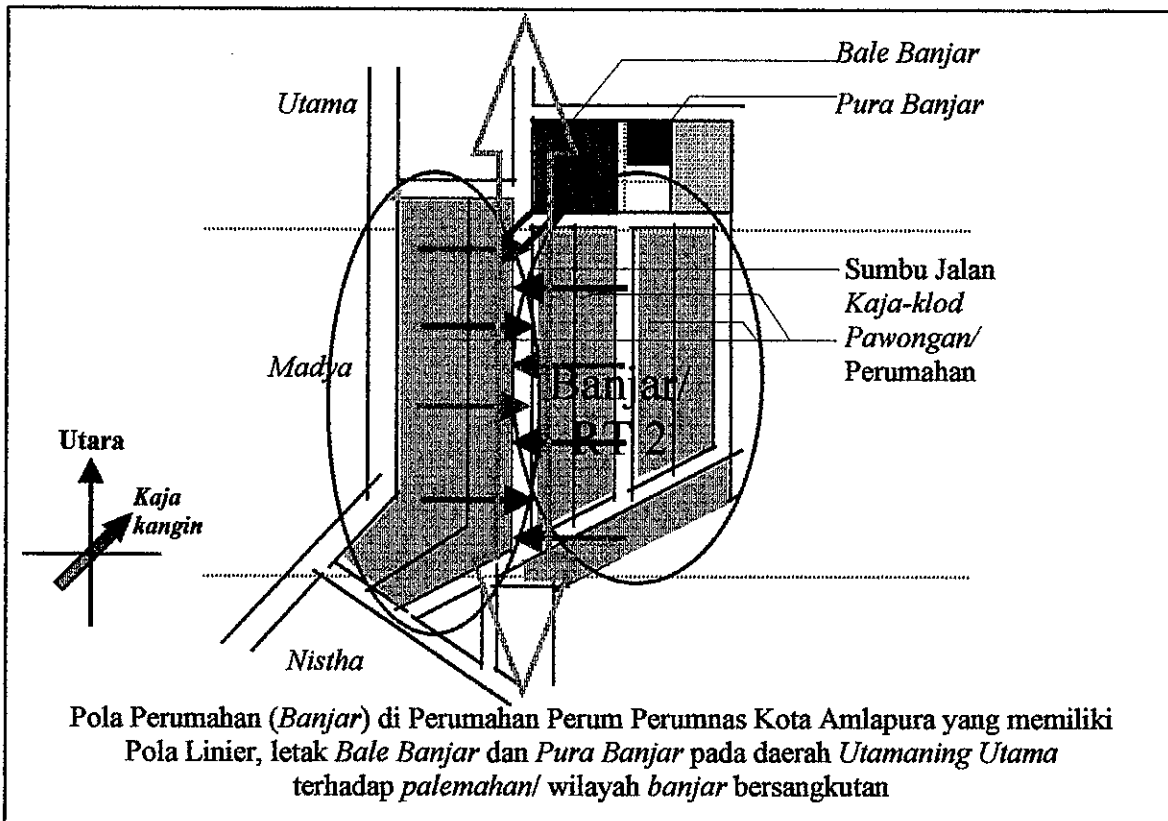 Bale Banjar
Utama
Pura Banjar
Sumbu Jalan
Kaja-klod
Pawongan/
Perumahan
Madya
Banjar/
RT 2
Utara
Kaja
kangin
Nistha
Pola Perumahan (Banjar) di Perumahan Perum Perumnas Kota Amlapura yang memiliki
Pola Linier, letak Bale Banjar dan Pura Banjar pada daerah Utamaning Utama
terhadap palemahan/ wilayah banjar bersangkutan